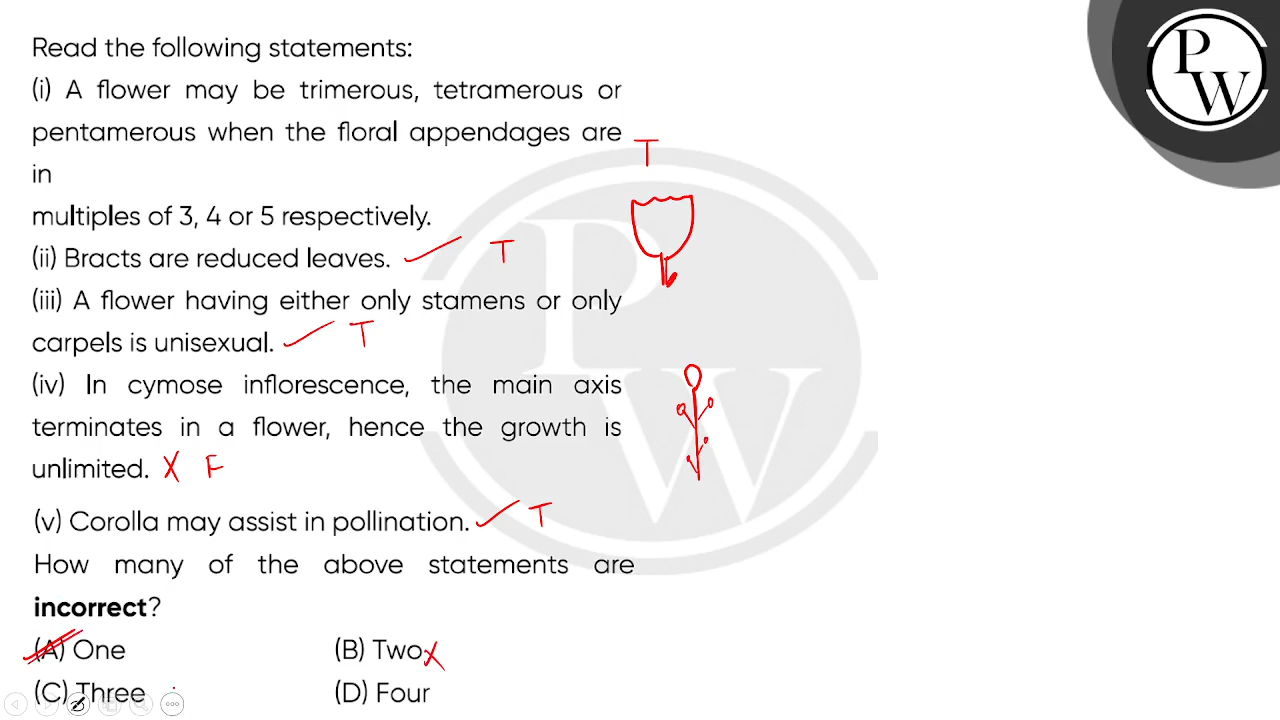 Read the following statements:
(i) A flower may be trimerous, tetramerous or
pentamerous when the floral appendages are
in
T
multiples of 3, 4 or 5 respectively.
(ii) Bracts are reduced leaves. T
(iii) A flower having either only stamens or only
carpels is unisexual. T
(iv) In cymose inflorescence, the main axis
terminates in a flower, hence the growth is
unlimited. X F
(v) Corolla may assist in pollination. T
How many of the above statements are
incorrect?
(A) One (B) Two X
(C) Three (D) Four
P
W
P
W